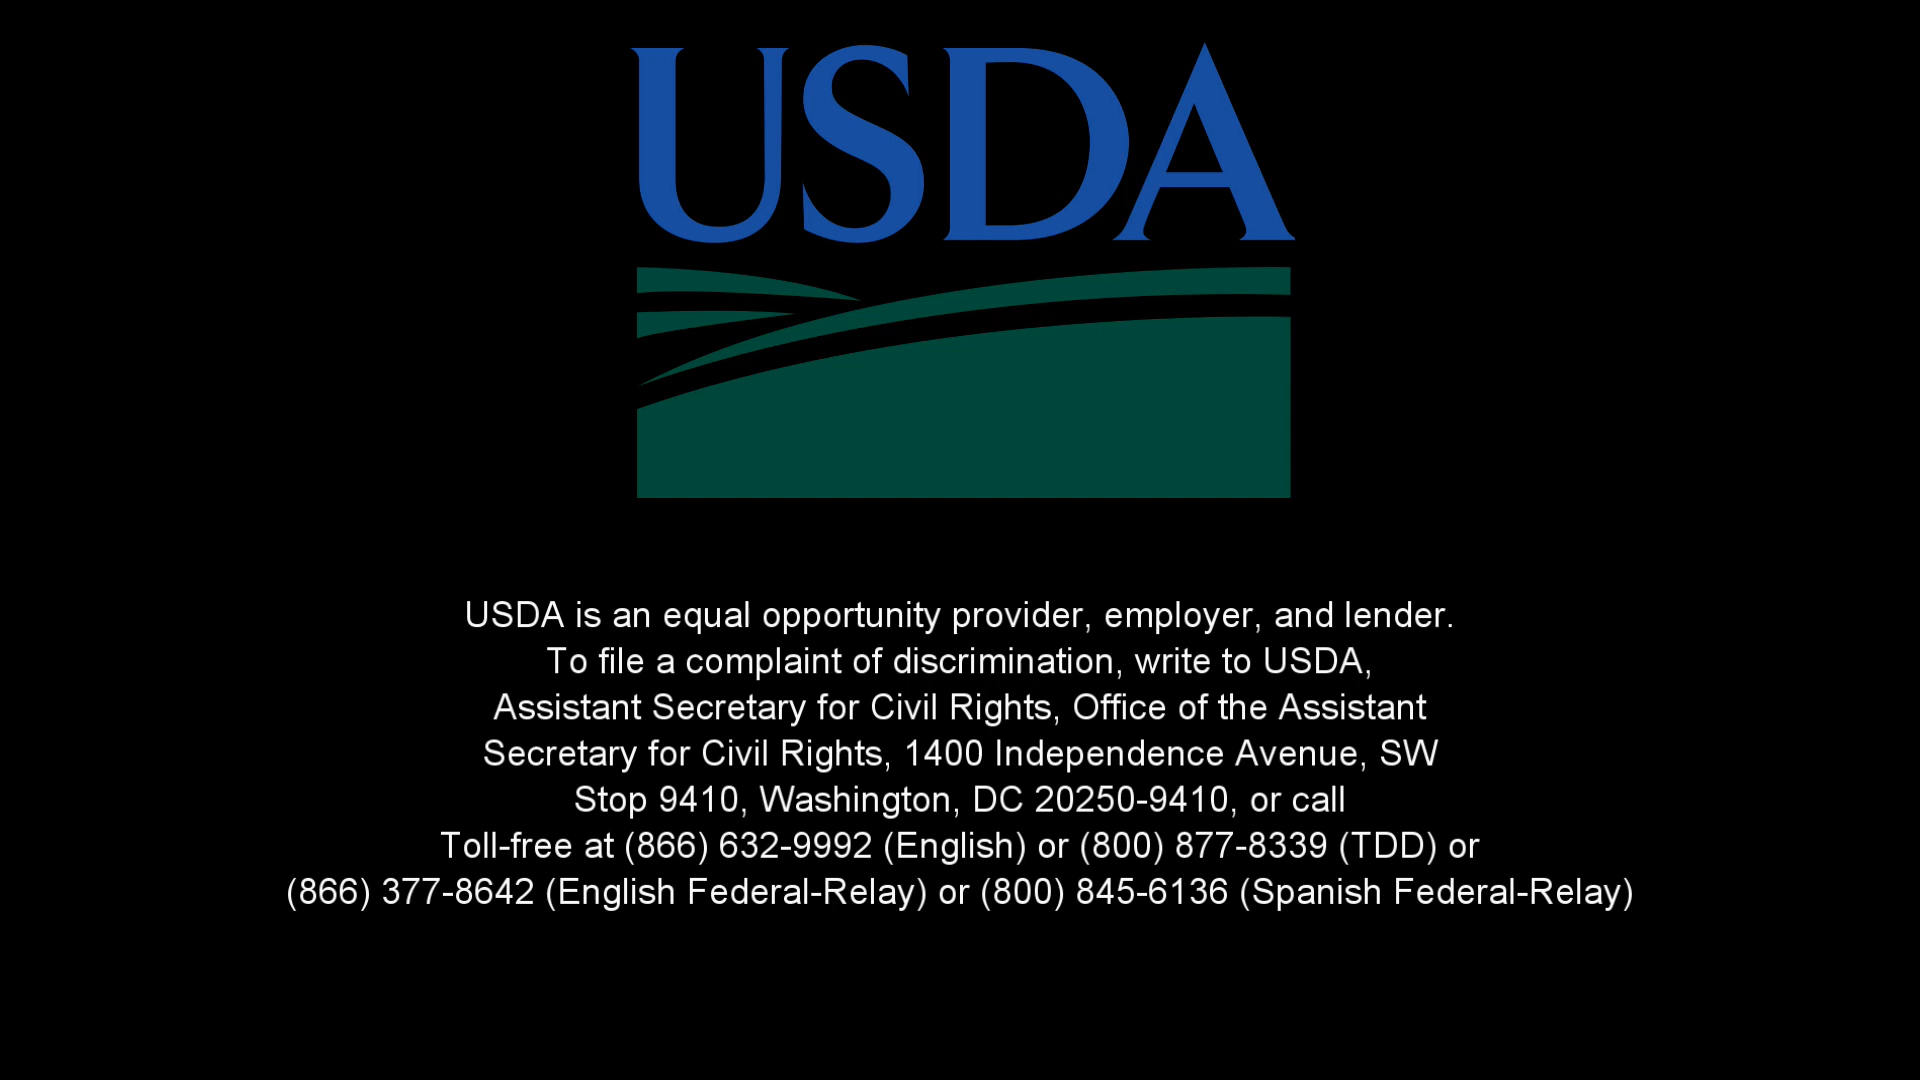 USDA
USDA is an equal opportunity provider, employer, and lender.
To file a complaint of discrimination, write to USDA,
Assistant Secretary for Civil Rights, Office of the Assistant
Secretary for Civil Rights, 1400 Independence Avenue, SW
Stop 9410, Washington, DC 20250-9410, or call
Toll-free at (866) 632-9992 (English) or (800) 877-8339 (TDD) or
(866) 377-8642 (English Federal-Relay) or (800) 845-6136 (Spanish Federal-Relay)